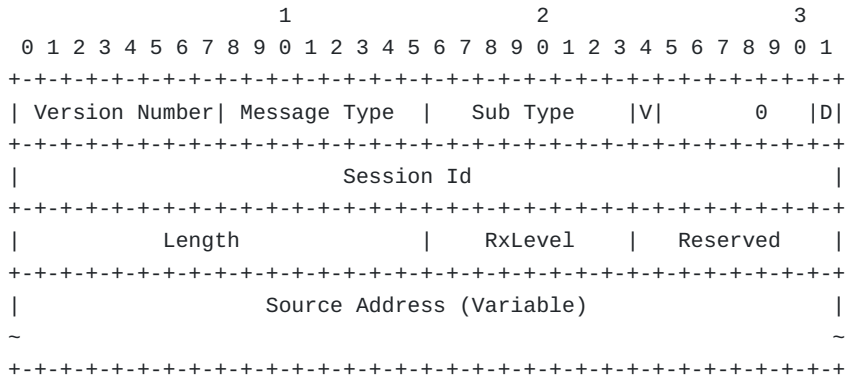 1                   2                   3
 0 1 2 3 4 5 6 7 8 9 0 1 2 3 4 5 6 7 8 9 0 1 2 3 4 5 6 7 8 9 0 1
+-+-+-+-+-+-+-+-+-+-+-+-+-+-+-+-+-+-+-+-+-+-+-+-+-+-+-+-+-+-+-+-+
| Version Number| Message Type  |   Sub Type    |V|       0   |D|
+-+-+-+-+-+-+-+-+-+-+-+-+-+-+-+-+-+-+-+-+-+-+-+-+-+-+-+-+-+-+-+-+
|                         Session Id                            |
+-+-+-+-+-+-+-+-+-+-+-+-+-+-+-+-+-+-+-+-+-+-+-+-+-+-+-+-+-+-+-+-+
|           Length              |    RxLevel    |   Reserved    |
+-+-+-+-+-+-+-+-+-+-+-+-+-+-+-+-+-+-+-+-+-+-+-+-+-+-+-+-+-+-+-+-+
|                   Source Address (Variable)                   |
~                                                               ~
+-+-+-+-+-+-+-+-+-+-+-+-+-+-+-+-+-+-+-+-+-+-+-+-+-+-+-+-+-+-+-+-+